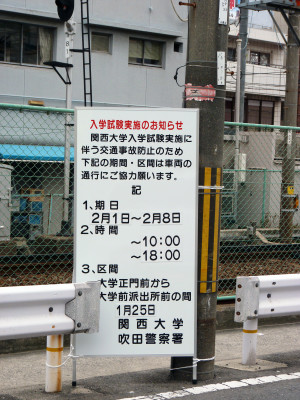 入学試験実施のお知らせ
関西大学入学試験実施に
伴う交通事故防止のため
下記の期間・区間は車両の
通行にご協力願います。
記
1、期日
2月1日〜2月8日
2、時間
〜10:00
〜18:00
3、区間
大学正門前から
大学前派出所前の間
1月25日
関西大学
吹田警察署